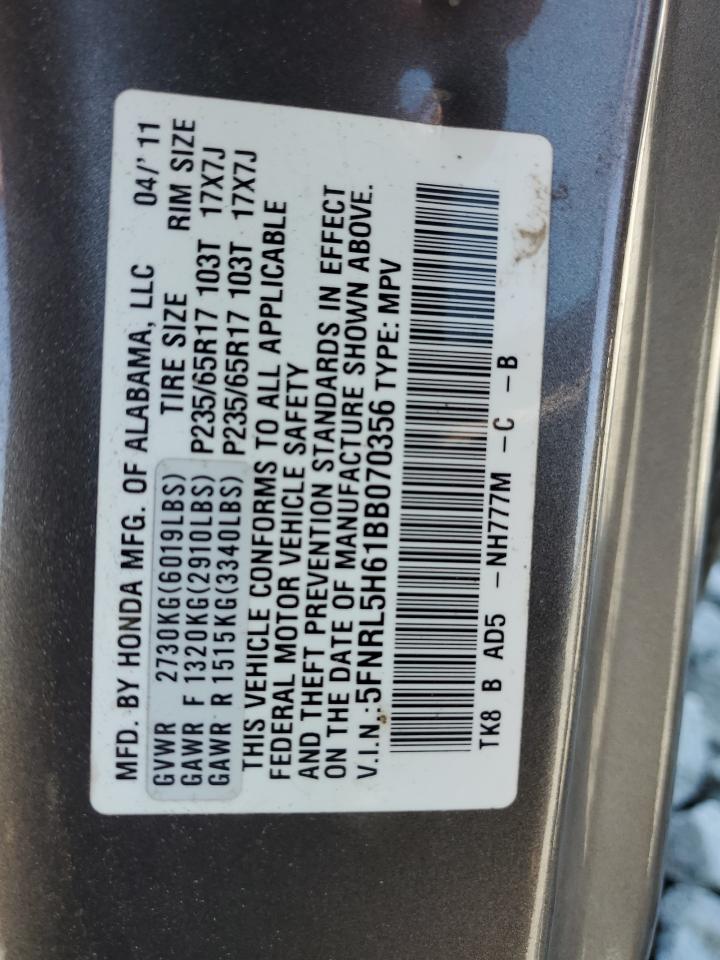 MFD. BY HONDA MFG. OF ALABAMA, LLC 04/' 11
GVWR 2730KG(6019LBS) TIRE SIZE RIM SIZE
GAWR F 1320KG(2910LBS) P235/65R17 103T 17X7J
GAWR R 1515KG(3340LBS) P235/65R17 103T 17X7J
THIS VEHICLE CONFORMS TO ALL APPLICABLE
FEDERAL MOTOR VEHICLE SAFETY
AND THEFT PREVENTION STANDARDS IN EFFECT
ON THE DATE OF MANUFACTURE SHOWN ABOVE.
V.I.N.:5FNRL5H61BB070356 TYPE: MPV
TK8 B AD5 -NH777M -C -B